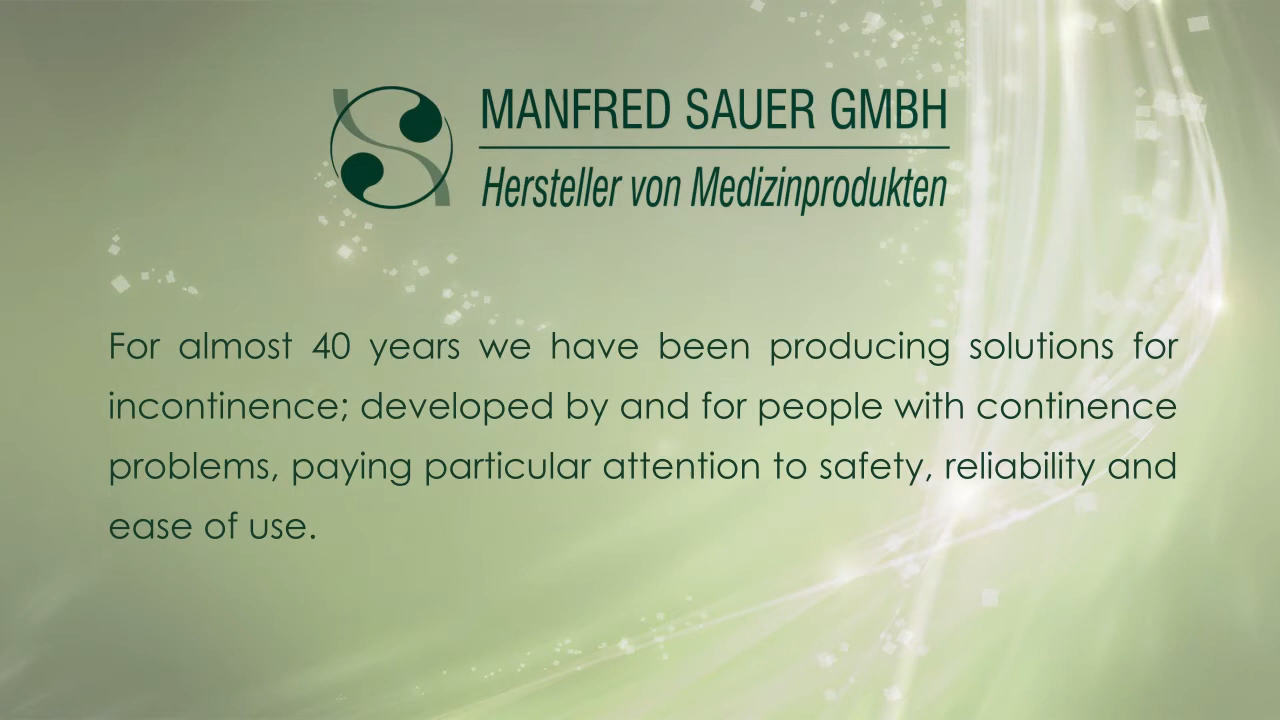 MANFRED SAUER GMBH
Hersteller von Medizinprodukten
For almost 40 years we have been producing solutions for
incontinence; developed by and for people with continence
problems, paying particular attention to safety, reliability and
ease of use.